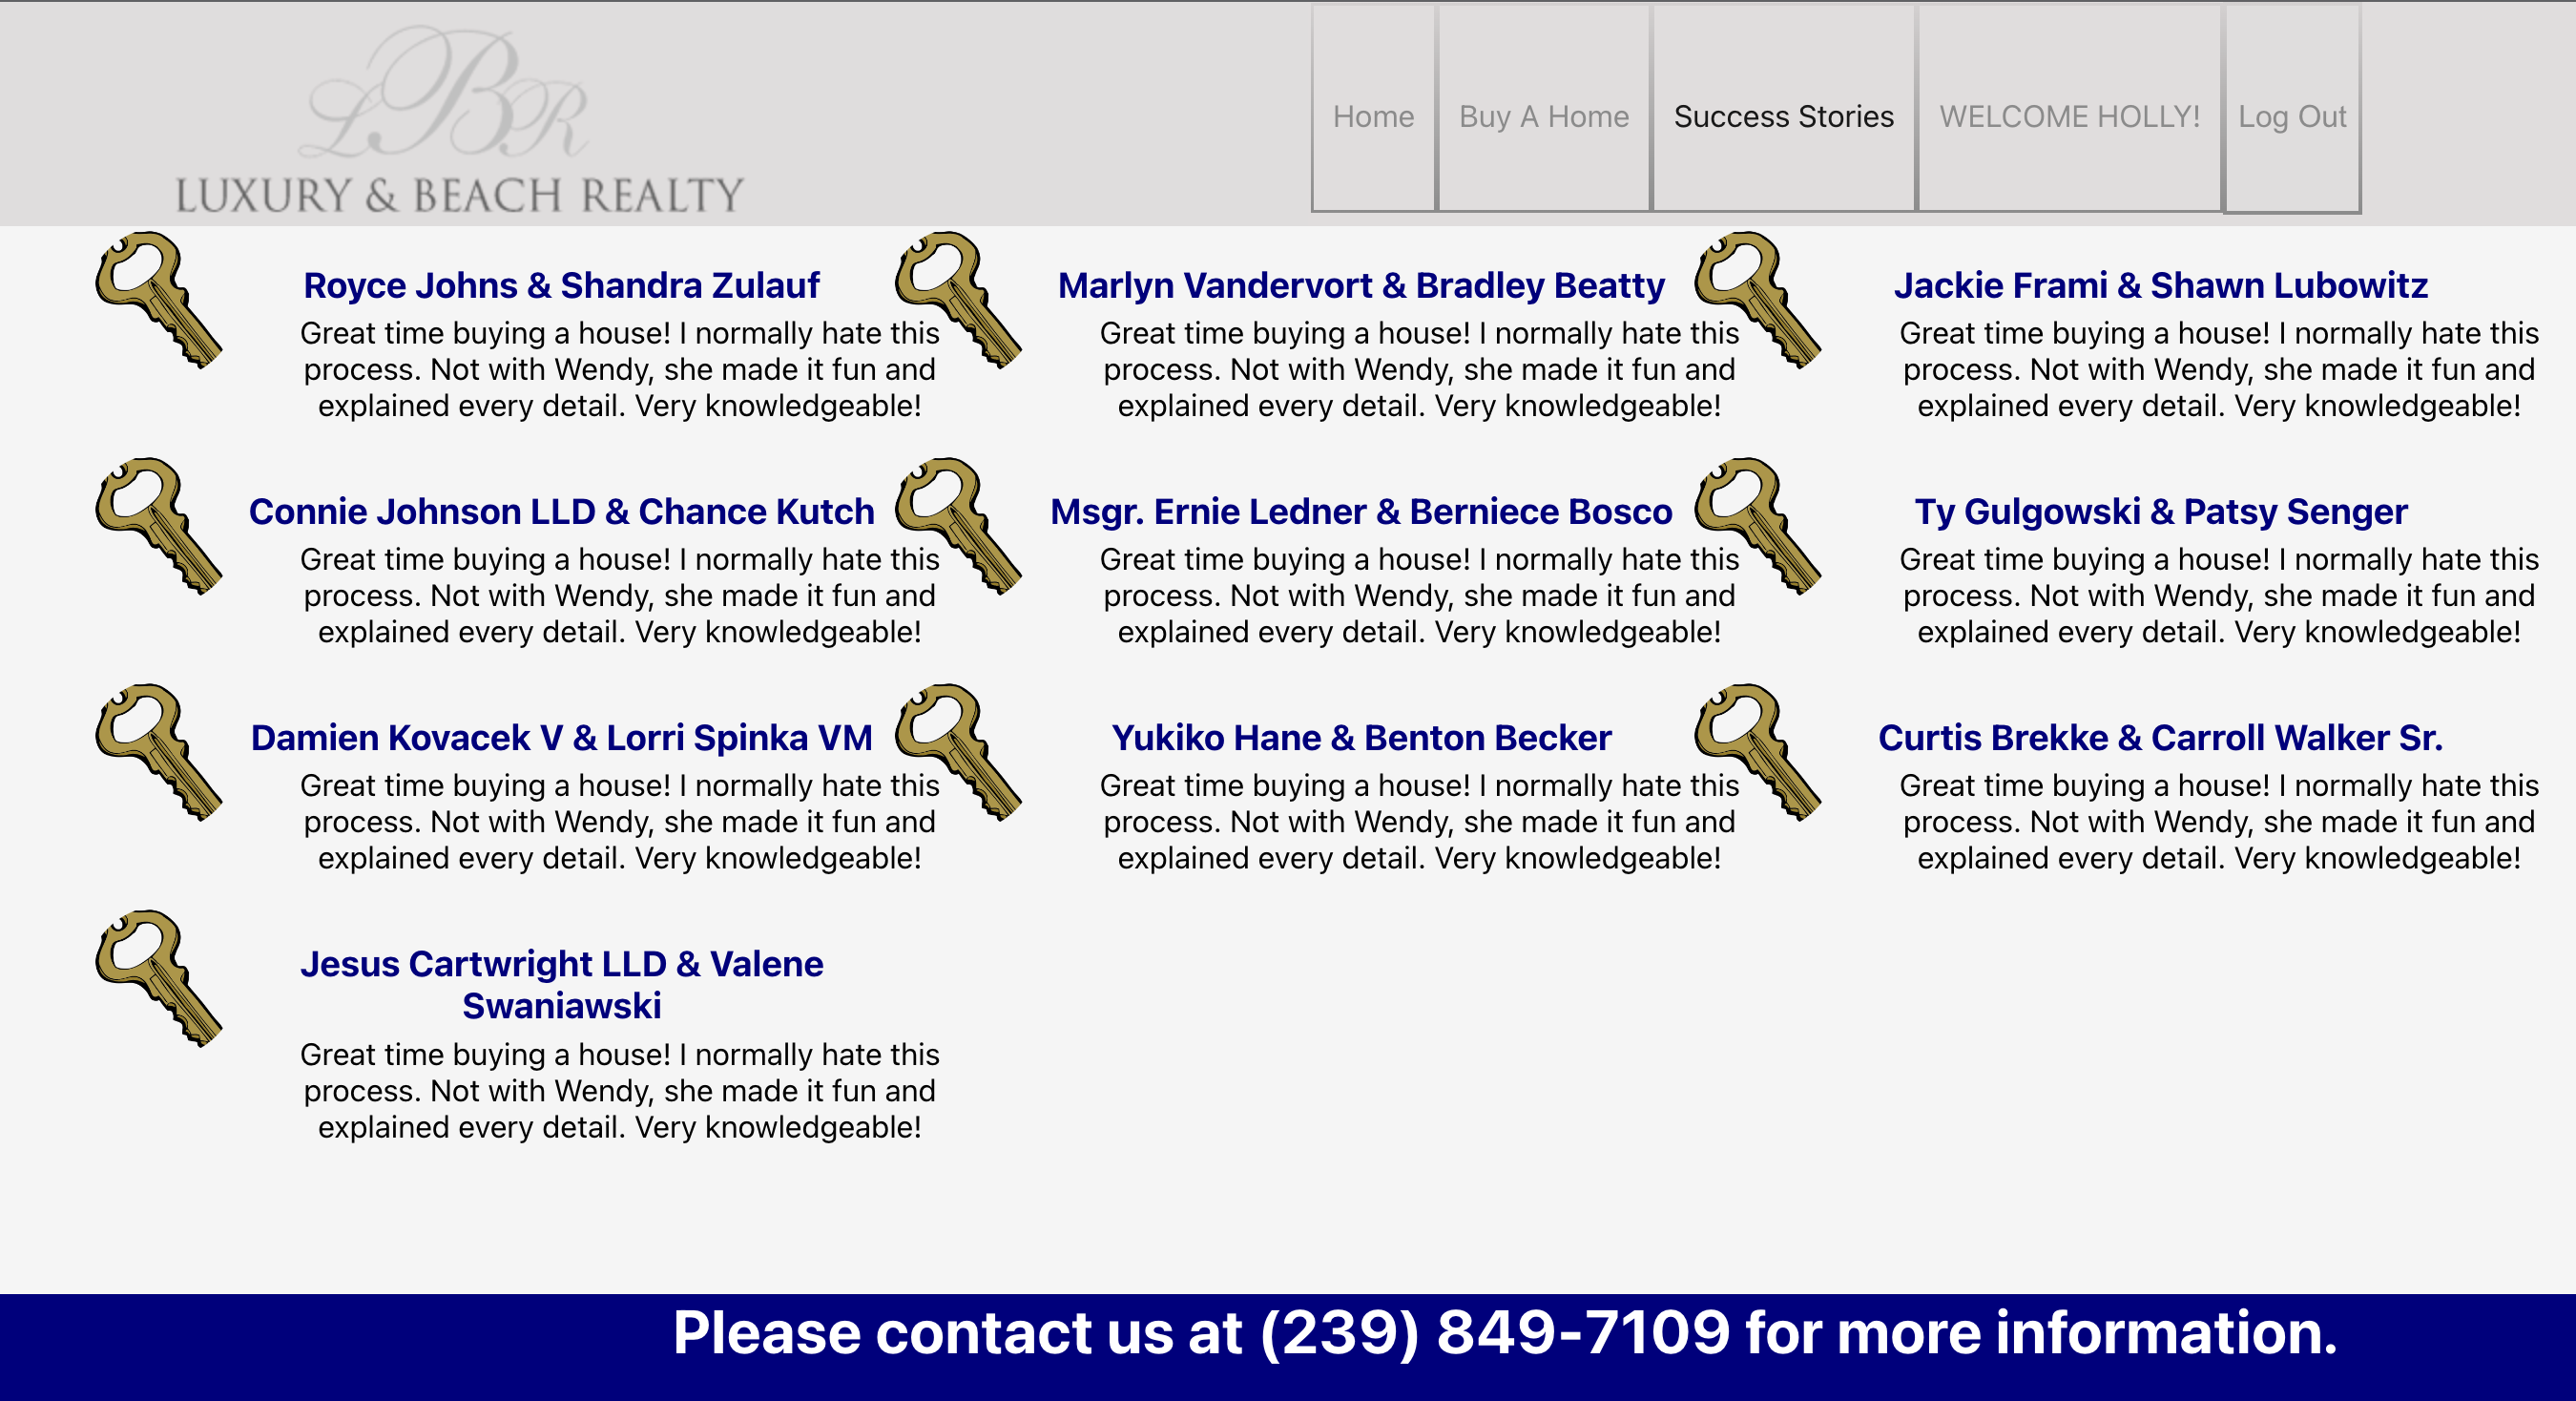 LBR
LUXURY & BEACH REALTY
Home
Buy A Home
Success Stories
WELCOME HOLLY!
Log Out
Royce Johns & Shandra Zulauf
Great time buying a house! I normally hate this
process. Not with Wendy, she made it fun and
explained every detail. Very knowledgeable!
Marlyn Vandervort & Bradley Beatty
Great time buying a house! I normally hate this
process. Not with Wendy, she made it fun and
explained every detail. Very knowledgeable!
Jackie Frami & Shawn Lubowitz
Great time buying a house! I normally hate this
process. Not with Wendy, she made it fun and
explained every detail. Very knowledgeable!
Connie Johnson LLD & Chance Kutch
Great time buying a house! I normally hate this
process. Not with Wendy, she made it fun and
explained every detail. Very knowledgeable!
Msgr. Ernie Ledner & Berniece Bosco
Great time buying a house! I normally hate this
process. Not with Wendy, she made it fun and
explained every detail. Very knowledgeable!
Ty Gulgowski & Patsy Senger
Great time buying a house! I normally hate this
process. Not with Wendy, she made it fun and
explained every detail. Very knowledgeable!
Damien Kovacek V & Lorri Spinka VM
Great time buying a house! I normally hate this
process. Not with Wendy, she made it fun and
explained every detail. Very knowledgeable!
Yukiko Hane & Benton Becker
Great time buying a house! I normally hate this
process. Not with Wendy, she made it fun and
explained every detail. Very knowledgeable!
Curtis Brekke & Carroll Walker Sr.
Great time buying a house! I normally hate this
process. Not with Wendy, she made it fun and
explained every detail. Very knowledgeable!
Jesus Cartwright LLD & Valene
Swaniawski
Great time buying a house! I normally hate this
process. Not with Wendy, she made it fun and
explained every detail. Very knowledgeable!
Please contact us at (239) 849-7109 for more information.